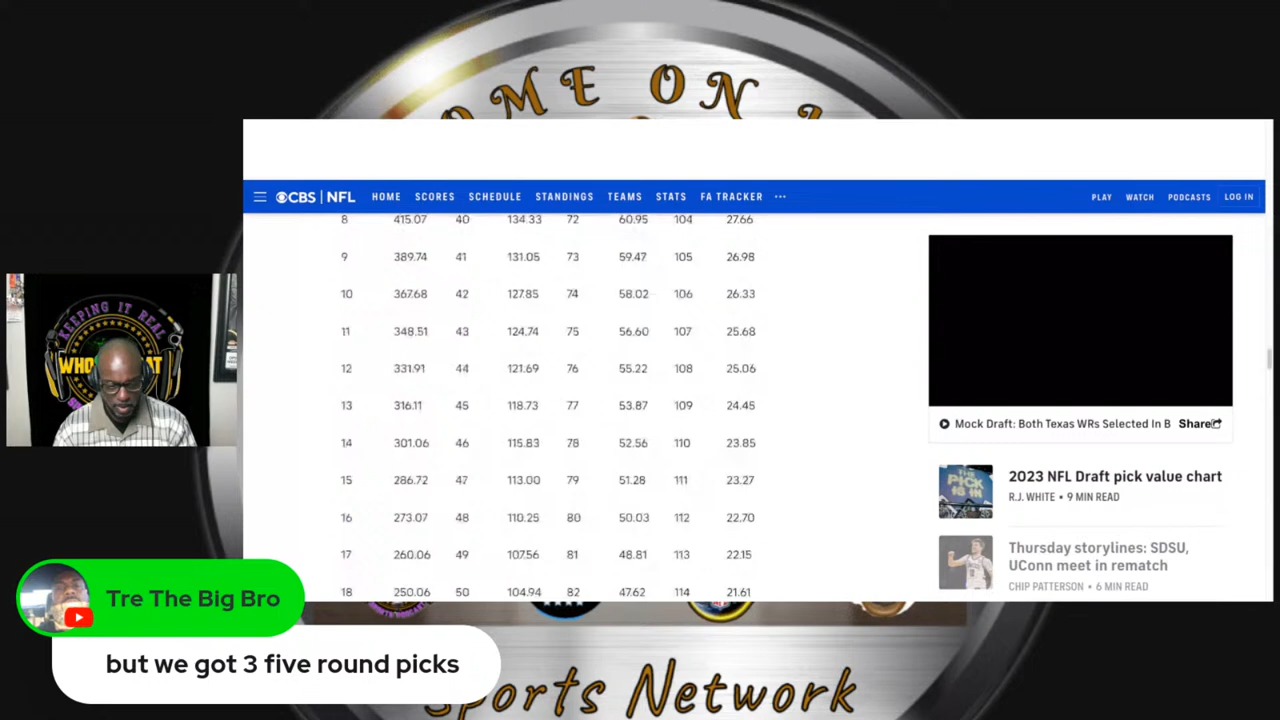 OME ON
CBS | NFL HOME SCORES SCHEDULE STANDINGS TEAMS STATS FA TRACKER ... PLAY WATCH PODCASTS LOG IN
8 415.07 40 134.33 72 60.95 104 27.66
9 389.74 41 131.05 73 59.47 105 26.98
10 367.68 42 127.85 74 58.02 106 26.33
11 348.51 43 124.74 75 56.60 107 25.68
12 331.91 44 121.69 76 55.22 108 25.06
13 316.11 45 118.73 77 53.87 109 24.45
14 301.06 46 115.83 78 52.56 110 23.85
15 286.72 47 113.00 79 51.28 111 23.27
16 273.07 48 110.25 80 50.03 112 22.70
17 260.06 49 107.56 81 48.81 113 22.15
18 250.06 50 104.94 82 47.62 114 21.61
Mock Draft: Both Texas WRs Selected In B Share
THE PICK IS IN
2023 NFL Draft pick value chart
R.J. WHITE • 9 MIN READ
Thursday storylines: SDSU,
UConn meet in rematch
CHIP PATTERSON • 6 MIN READ
KEEPING IT REAL
WHO AT
Tre The Big Bro
but we got 3 five round picks
Sports Network